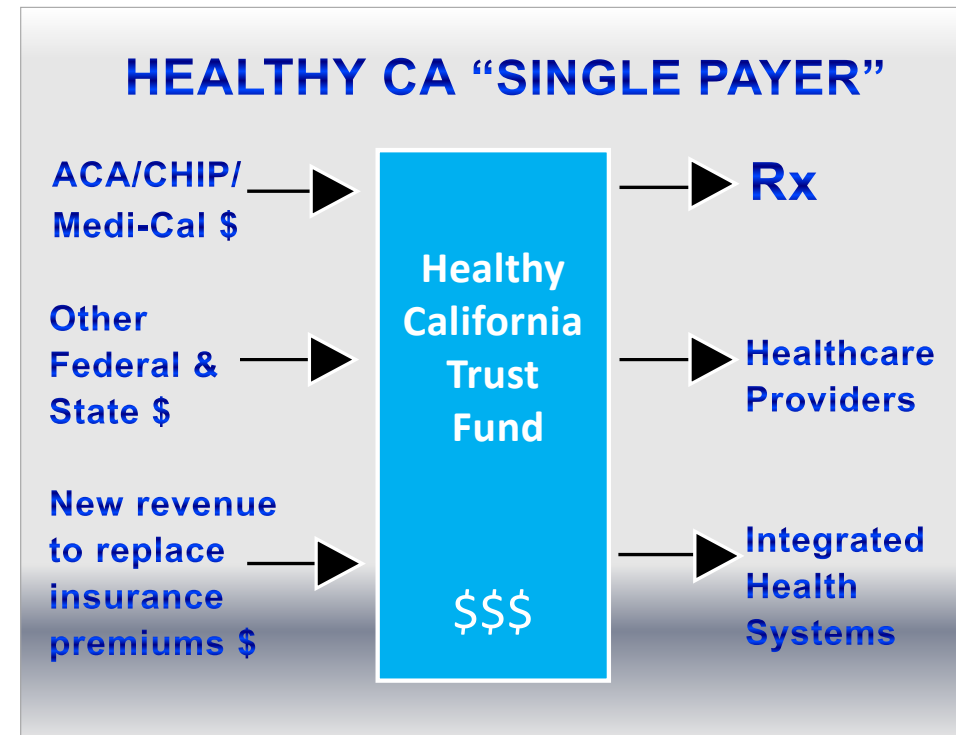 HEALTHY CA “SINGLE PAYER”
ACA/CHIP/
Medi-Cal $
Other
Federal &
State $
New revenue
to replace
insurance
premiums $
Healthy
California
Trust
Fund
$$$
Rx
Healthcare
Providers
Integrated
Health
Systems